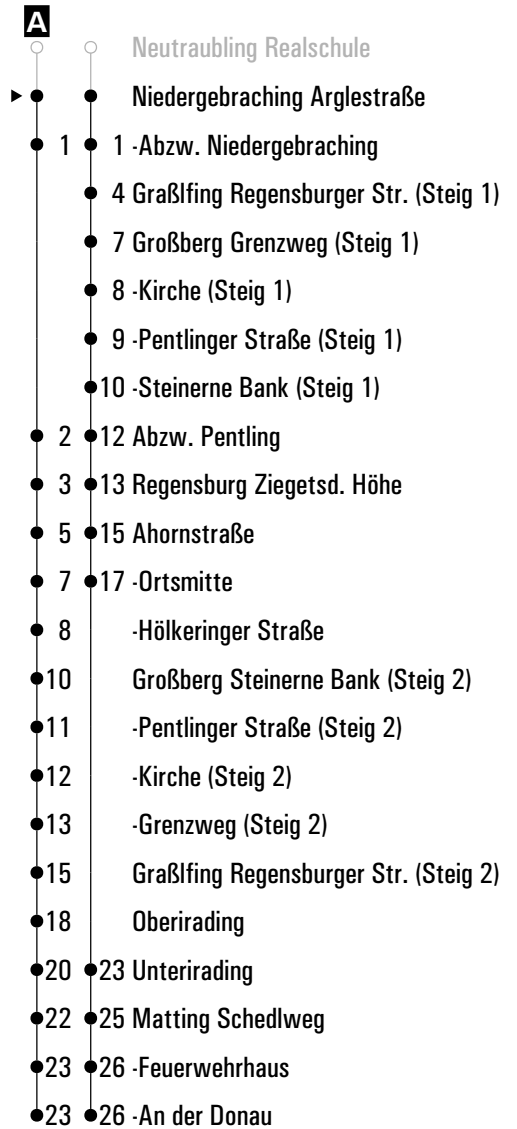 A
Neutraubling Realschule
Niedergebraching Arglestraße
1 1 -Abzw. Niedergebraching
4 Graßlfing Regensburger Str. (Steig 1)
7 Großberg Grenzweg (Steig 1)
8 -Kirche (Steig 1)
9 -Pentlinger Straße (Steig 1)
10 -Steinerne Bank (Steig 1)
2 12 Abzw. Pentling
3 13 Regensburg Ziegetsd. Höhe
5 15 Ahornstraße
7 17 -Ortsmitte
8 -Hölkeringer Straße
10 Großberg Steinerne Bank (Steig 2)
11 -Pentlinger Straße (Steig 2)
12 -Kirche (Steig 2)
13 -Grenzweg (Steig 2)
15 Graßlfing Regensburger Str. (Steig 2)
18 Oberirading
20 23 Unterirading
22 25 Matting Schedlweg
23 26 -Feuerwehrhaus
23 26 -An der Donau